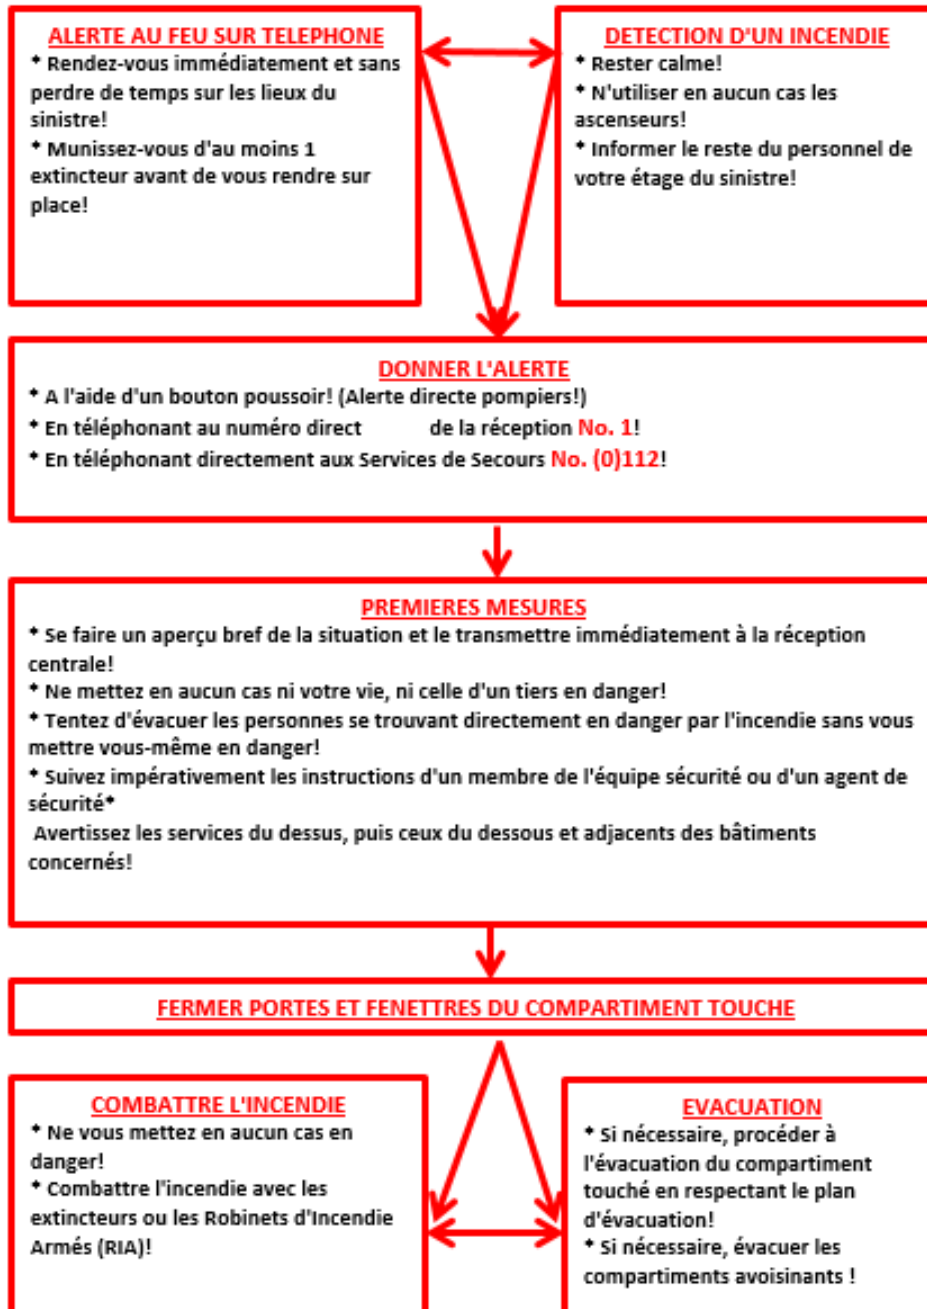 ALERTE AU FEU SUR TELEPHONE
* Rendez-vous immédiatement et sans
perdre de temps sur les lieux du
sinistre!
* Munissez-vous d'au moins 1
extincteur avant de vous rendre sur
place!
DETECTION D'UN INCENDIE
* Rester calme!
* N'utiliser en aucun cas les
ascenseurs!
* Informer le reste du personnel de
votre étage du sinistre!
DONNER L'ALERTE
* A l'aide d'un bouton poussoir! (Alerte directe pompiers!)
* En téléphonant au numéro direct de la réception No. 1!
* En téléphonant directement aux Services de Secours No. (0)112!
PREMIERES MESURES
* Se faire un aperçu bref de la situation et le transmettre immédiatement à la réception
centrale!
* Ne mettez en aucun cas ni votre vie, ni celle d'un tiers en danger!
* Tentez d'évacuer les personnes se trouvant directement en danger par l'incendie sans vous
mettre vous-même en danger!
* Suivez impérativement les instructions d'un membre de l'équipe sécurité ou d'un agent de
sécurité*
Avertissez les services du dessus, puis ceux du dessous et adjacents des bâtiments
concernés!
FERMER PORTES ET FENETTRES DU COMPARTIMENT TOUCHE
COMBATTRE L'INCENDIE
* Ne vous mettez en aucun cas en
danger!
* Combattre l'incendie avec les
extincteurs ou les Robinets d'Incendie
Armés (RIA)!
EVACUATION
* Si nécessaire, procéder à
l'évacuation du compartiment
touché en respectant le plan
d'évacuation!
* Si nécessaire, évacuer les
compartiments avoisinants !